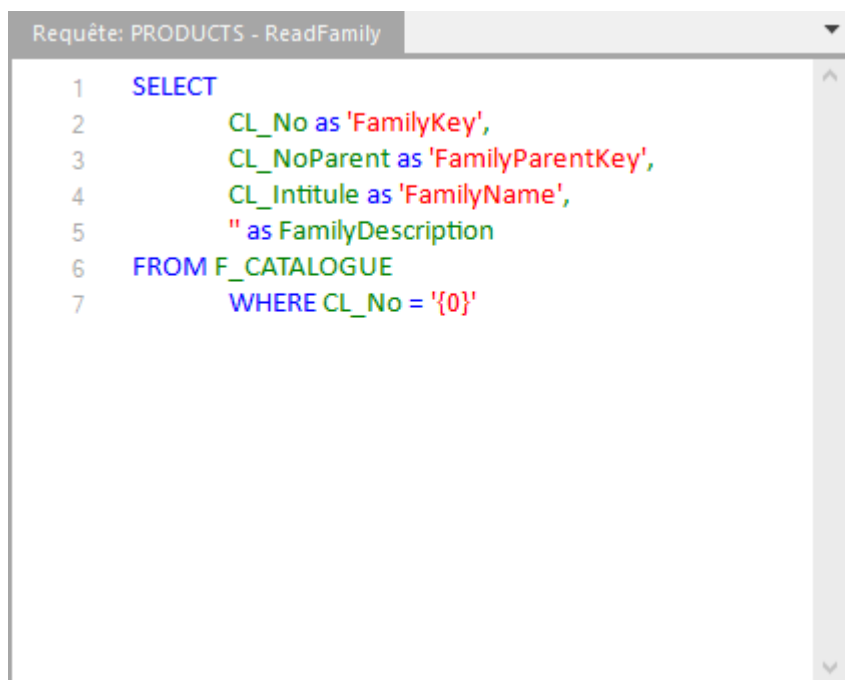 Requête: PRODUCTS - ReadFamily
1 SELECT
2 CL_No as 'FamilyKey',
3 CL_NoParent as 'FamilyParentKey',
4 CL_Intitule as 'FamilyName',
5 '' as FamilyDescription
6 FROM F_CATALOGUE
7 WHERE CL_No = '{0}'